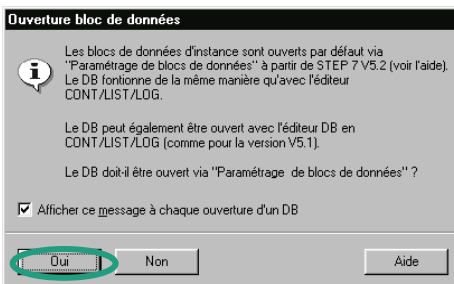 Ouverture bloc de données
Les blocs de données d'instance sont ouverts par défaut via
"Paramétrage de blocs de données" à partir de STEP 7 V5.2 (voir l'aide).
Le DB fontionne de la même manière qu'avec l'éditeur
CONT/LIST/LOG.
Le DB peut également être ouvert avec l'éditeur DB en
CONT/LIST/LOG (comme pour la version V5.1).
Le DB doit-il être ouvert via "Paramétrage de blocs de données" ?
Afficher ce message à chaque ouverture d'un DB
Oui
Non
Aide